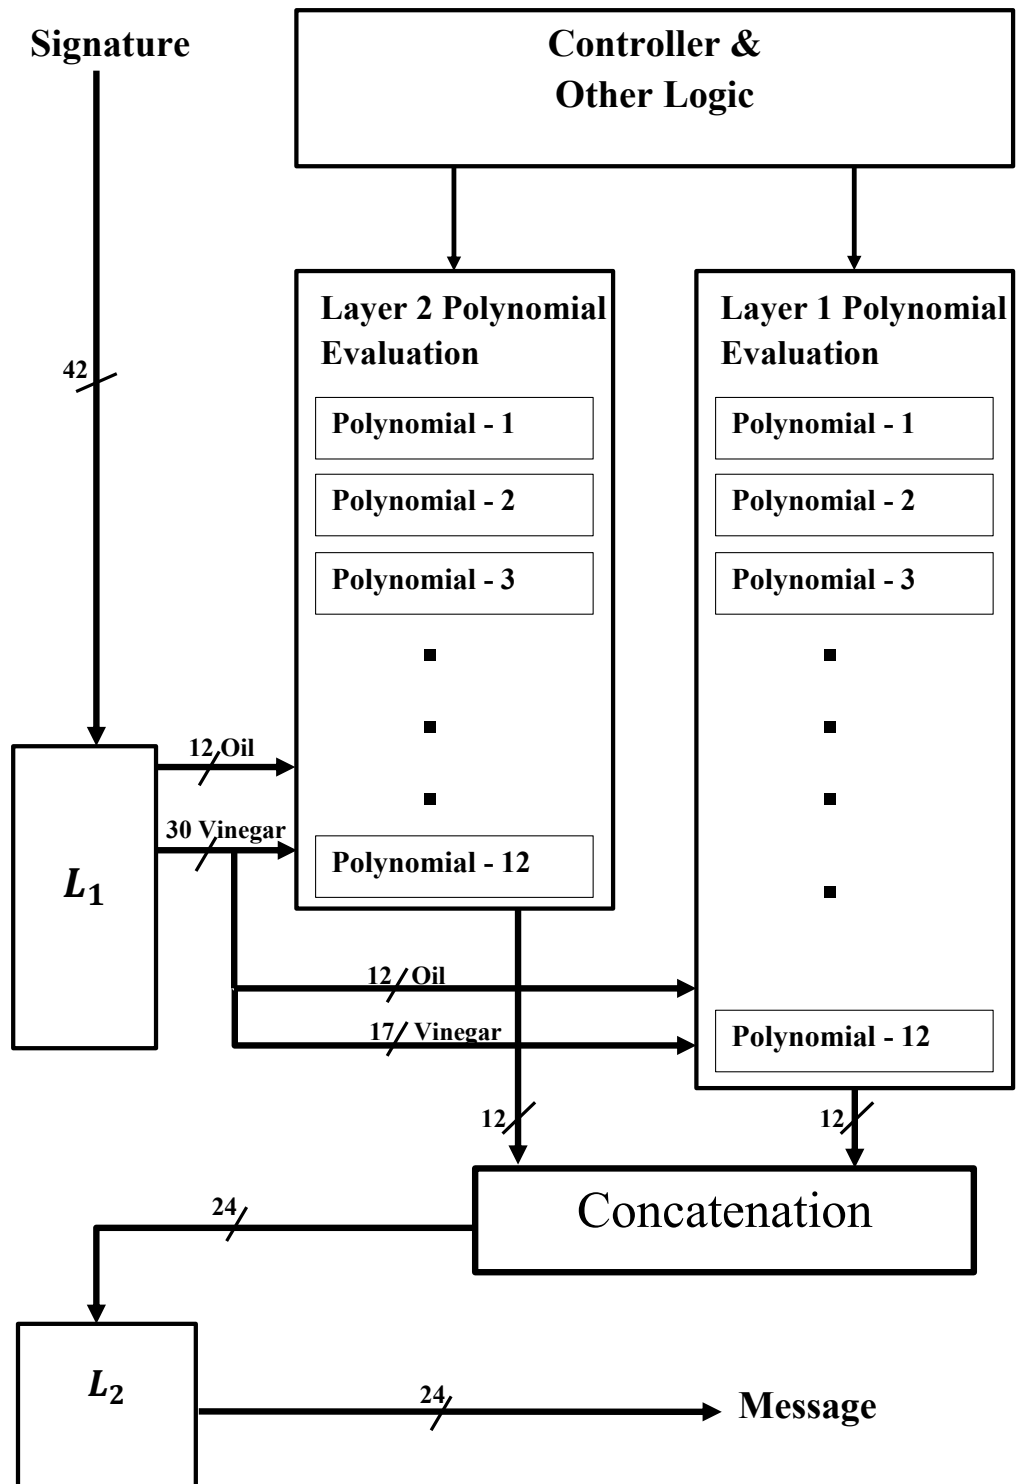 Signature
Controller &
Other Logic
42
Layer 2 Polynomial
Evaluation
Polynomial - 1
Polynomial - 2
Polynomial - 3
Polynomial - 12
Layer 1 Polynomial
Evaluation
Polynomial - 1
Polynomial - 2
Polynomial - 3
Polynomial - 12
12 Oil
30 Vinegar
L₁
12 Oil
17 Vinegar
12
12
Concatenation
24
L₂
24
Message